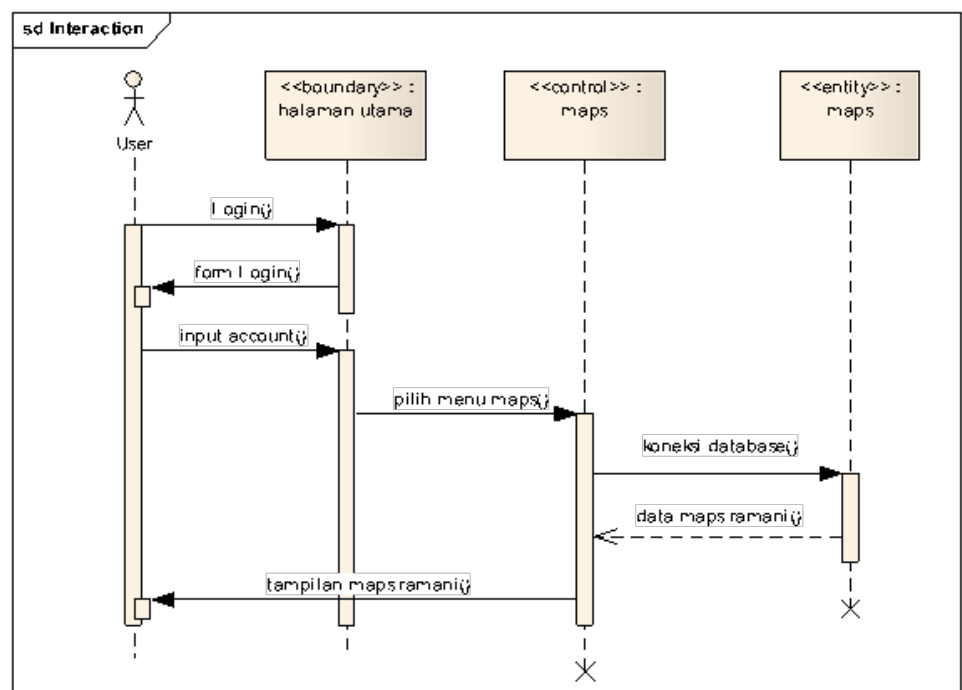 sd Interaction
User
<<boundary>> :
halaman utama
<<control>> :
maps
<<entity>> :
maps
Login()
form Login()
input account()
pilih menu maps()
koneksi database()
data maps ramani()
tampilan maps ramani()